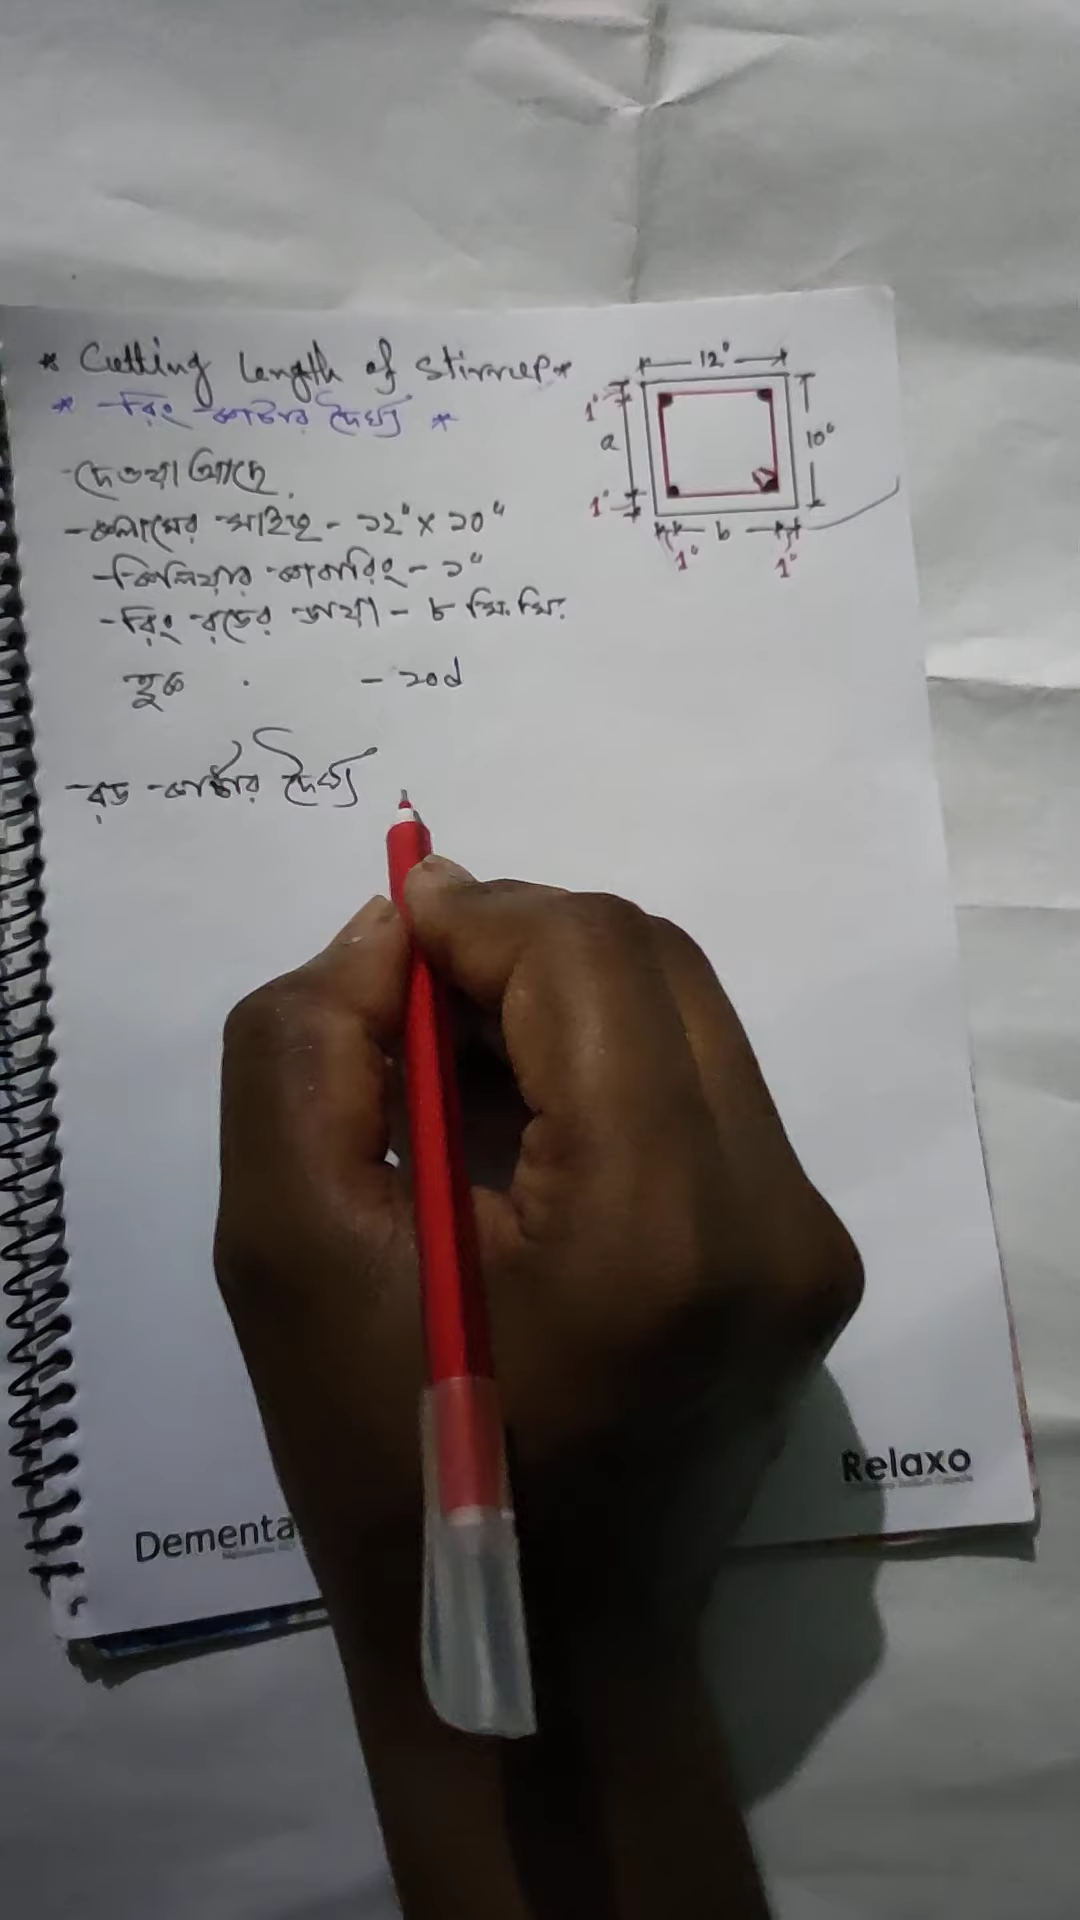 * Cutting Length of stirrup *
* রিং কাটার দৈর্ঘ্য *
দেওয়া আছে,
কলামের সাইজ - ১২" × ১০"
ক্লিয়ার কাভারিং - ১"
রিং রডের ডায়া - ৮ মি.মি.
হুক - ১০d
রড কাটার দৈর্ঘ্য
12"
1"
a
10"
1"
b
1"
1"
Relaxo
Dementa